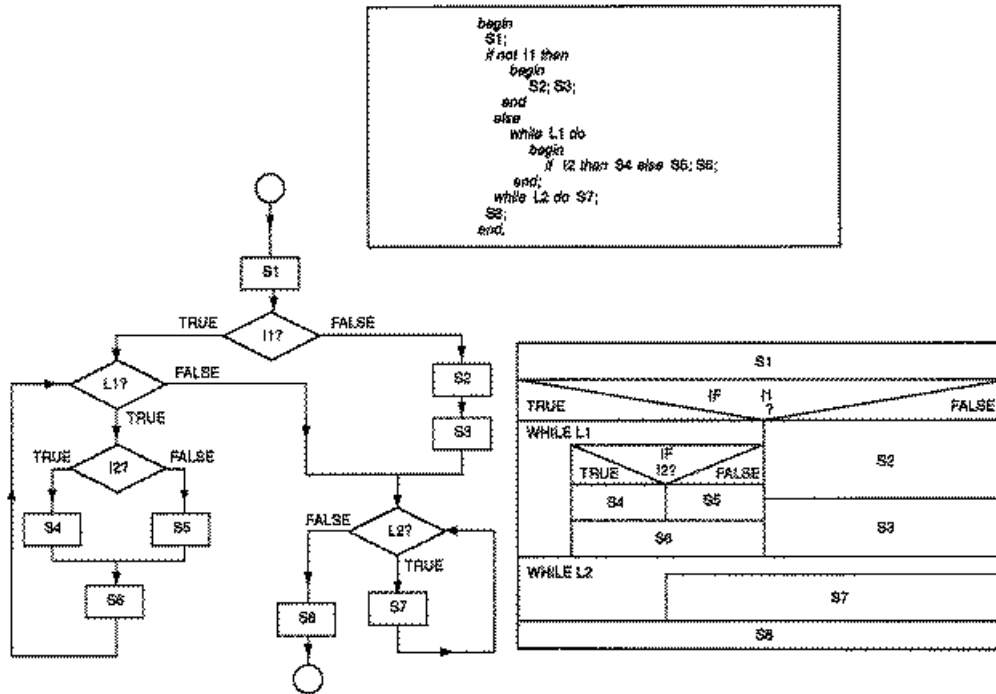 begin
S1;
if not I1 then
begin
S2; S3;
end
else
while L1 do
begin
if I2 then S4 else S5; S6;
end;
while L2 do S7;
S8;
end.
S1
TRUE I1? FALSE
L1? FALSE
TRUE
S2
S3
TRUE I2? FALSE
S4 S5
S6
FALSE L2?
TRUE
S8 S7
S1
IF I1
?
TRUE FALSE
WHILE L1
IF
I2?
TRUE FALSE
S4 S5
S6
S2
S3
WHILE L2
S7
S8